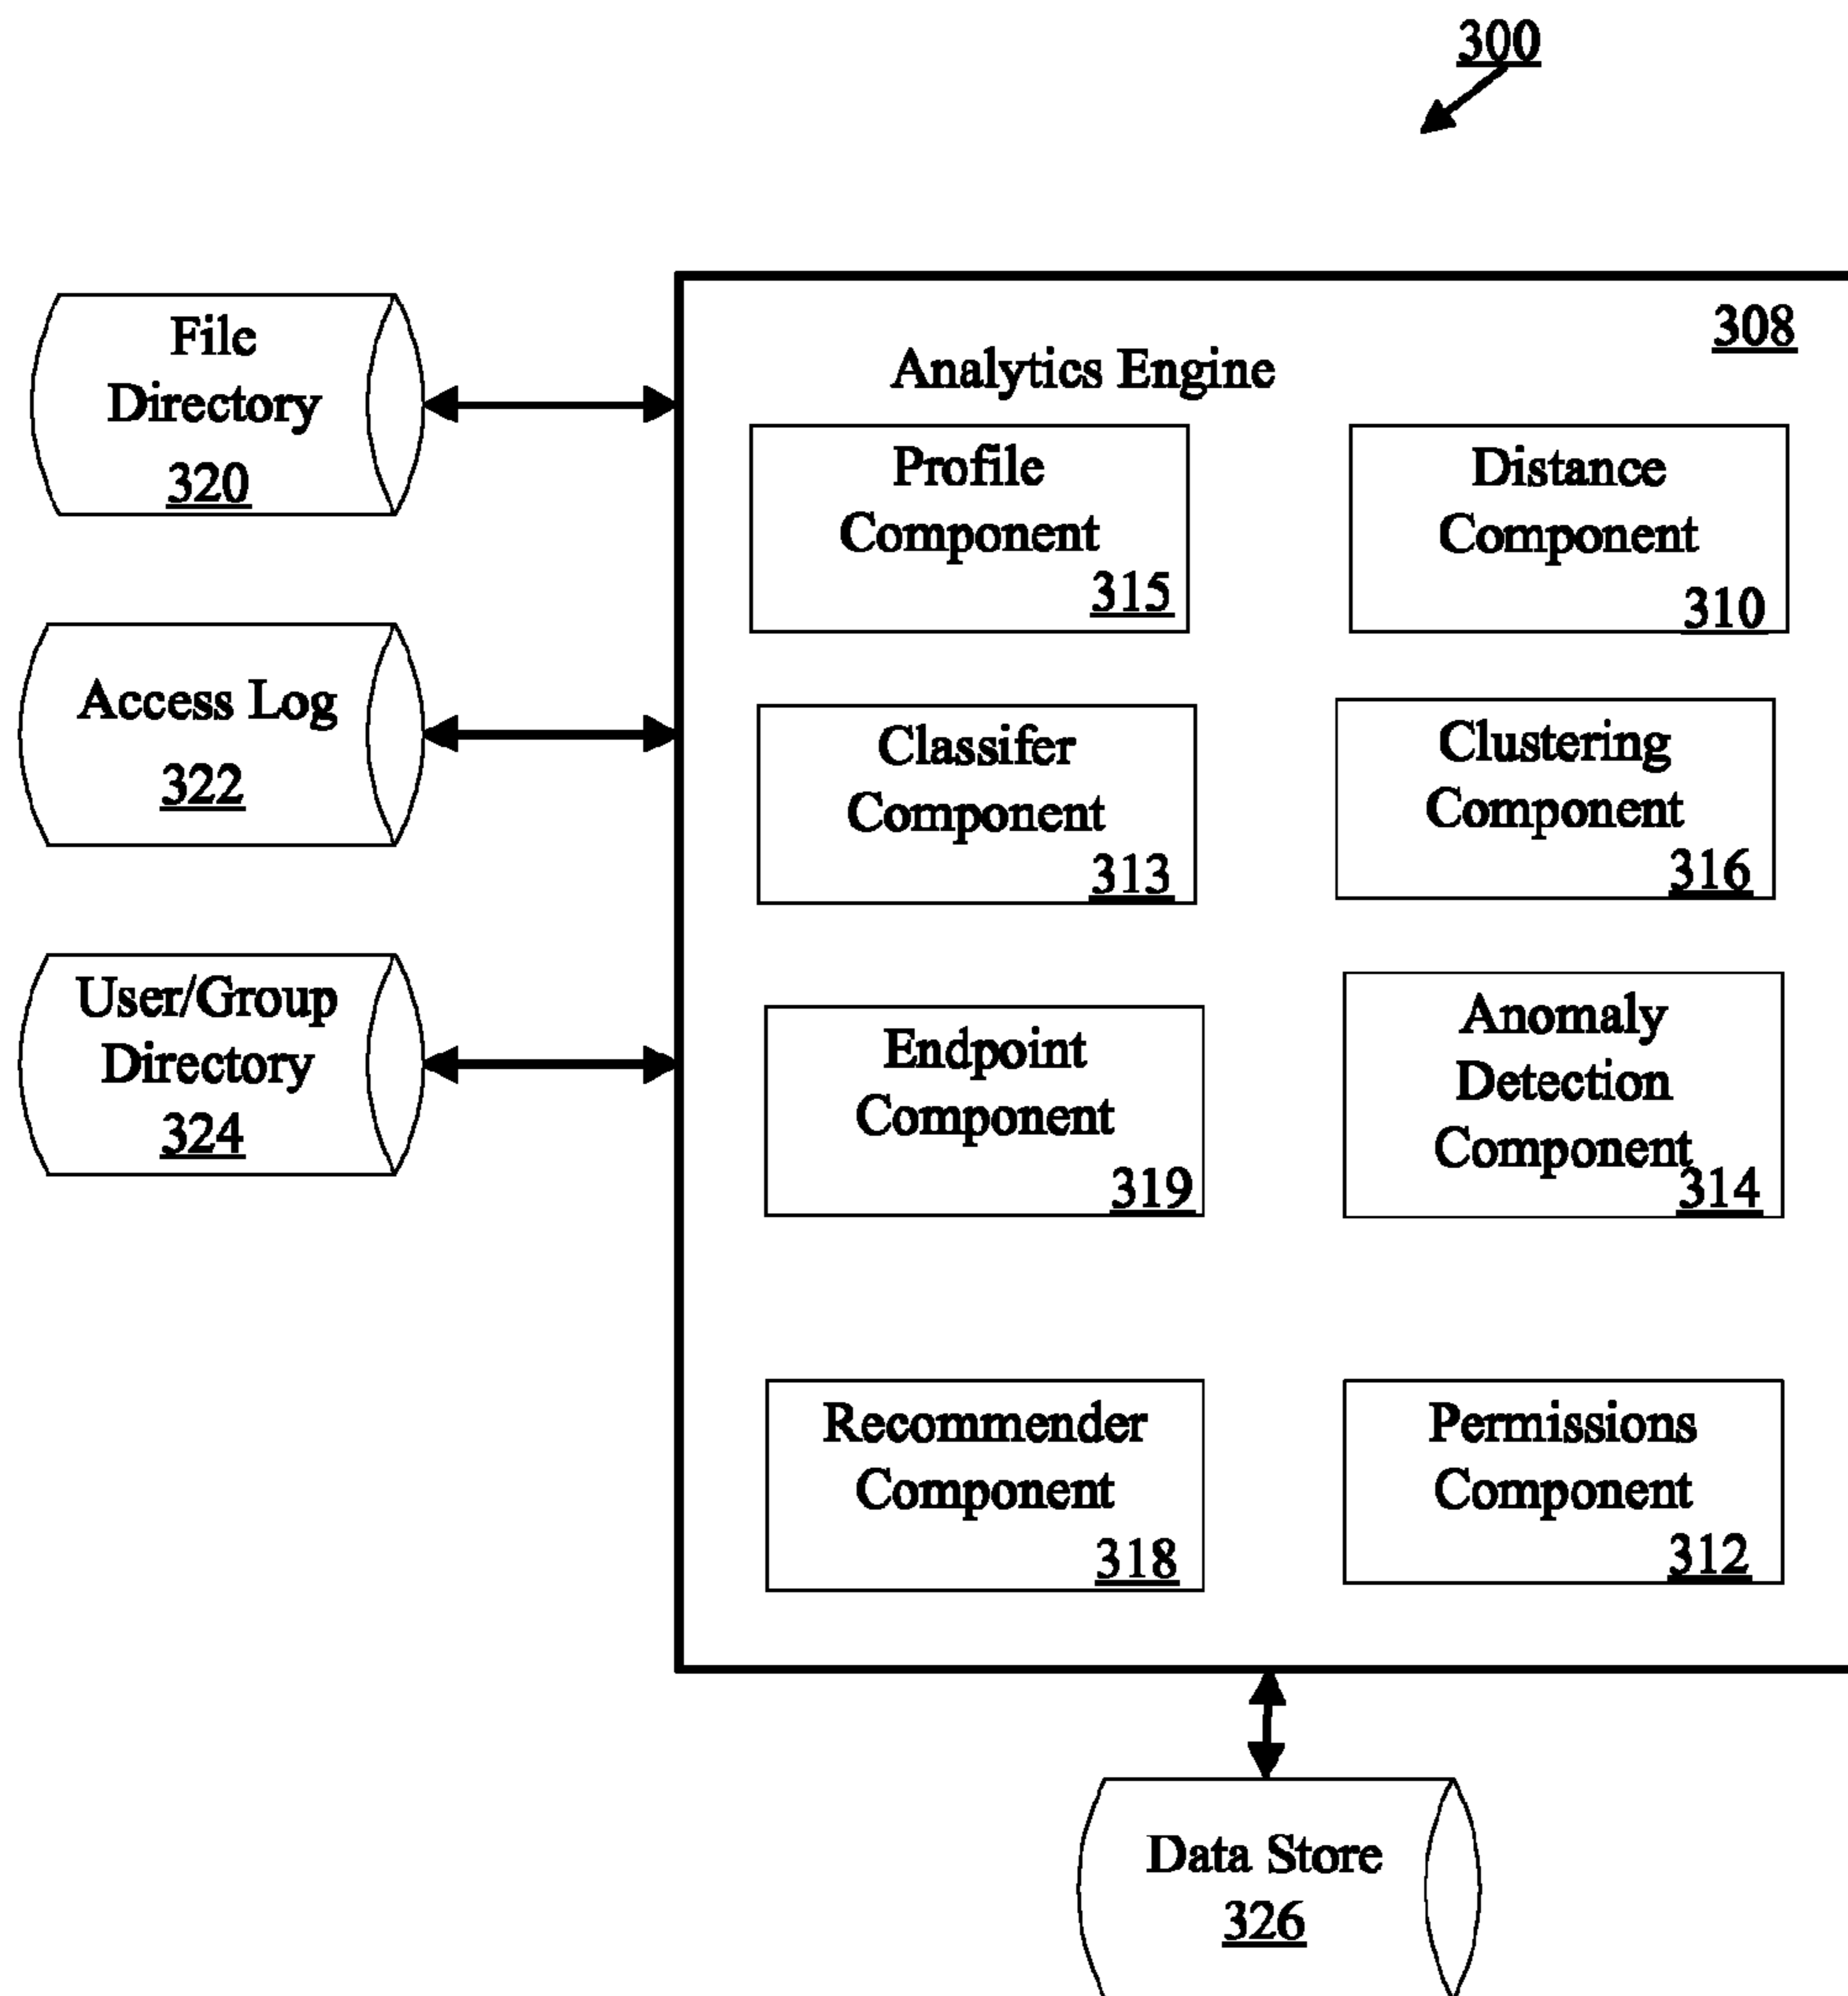 300
File
Directory
320
Access Log
322
User/Group
Directory
324
308
Analytics Engine
Profile
Component
315
Distance
Component
310
Classifer
Component
313
Clustering
Component
316
Endpoint
Component
319
Anomaly
Detection
Component
314
Recommender
Component
318
Permissions
Component
312
Data Store
326